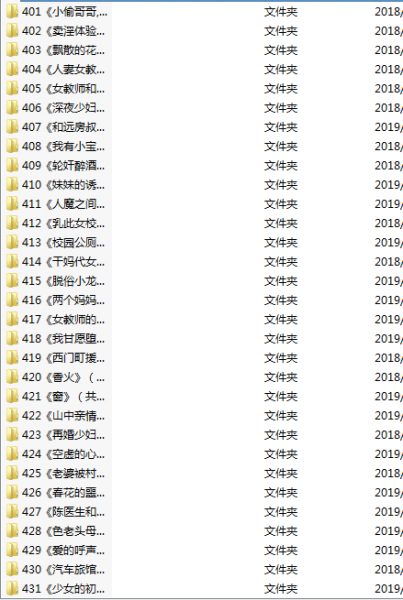 401《小偷哥哥,... 文件夹 2018/
402《卖淫体验... 文件夹 2018/
403《飘散的花... 文件夹 2018/
404《人妻女教... 文件夹 2018/
405《女教师和... 文件夹 2018/
406《深夜少妇... 文件夹 2018/
407《和远房叔... 文件夹 2019/
408《我有小宝... 文件夹 2018/
409《轮奸醉酒... 文件夹 2018/
410《妹妹的诱... 文件夹 2019/
411《人魔之间... 文件夹 2019/
412《乳此女校... 文件夹 2018/
413《校园公厕... 文件夹 2019/
414《干妈代女... 文件夹 2018/
415《脱俗小龙... 文件夹 2019/
416《两个妈妈... 文件夹 2018/
417《女教师的... 文件夹 2019/
418《我甘愿堕... 文件夹 2018/
419《西门町援... 文件夹 2018/
420《香火》（... 文件夹 2018/
421《窗》（共... 文件夹 2019/
422《山中亲情... 文件夹 2019/
423《再婚少妇... 文件夹 2018/
424《空虚的心... 文件夹 2019/
425《老婆被村... 文件夹 2018/
426《春花的噩... 文件夹 2019/
427《陈医生和... 文件夹 2019/
428《色老头母... 文件夹 2019/
429《爱的呼声... 文件夹 2019/
430《汽车旅馆... 文件夹 2018/
431《少女的初... 文件夹 2019/